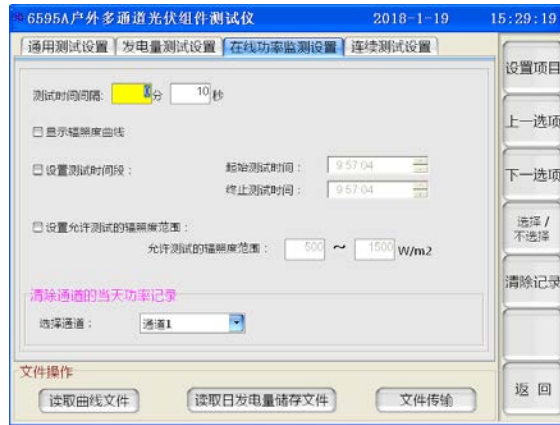 6595A户外多通道光伏组件测试仪 2018-1-19 15:29:19
通用测试设置 发电量测试设置 在线功率监测设置 连续测试设置
测试时间间隔: 0 分 10 秒
显示辐照度曲线
设置测试时间段： 起始测试时间： 9:57:04
终止测试时间： 9:57:04
设置允许测试的辐照度范围：
允许测试的辐照度范围： 500 ～ 1500 W/m2
清除通道的当天功率记录
选择通道： 通道1
文件操作
读取曲线文件 读取日发电量储存文件 文件传输
设置项目
上一选项
下一选项
选择 /
不选择
清除记录
返 回